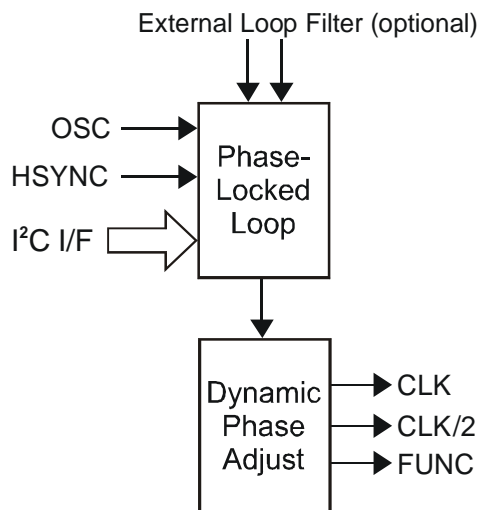 External Loop Filter (optional)
OSC
HSYNC
I²C I/F
Phase-
Locked
Loop
Dynamic
Phase
Adjust
CLK
CLK/2
FUNC